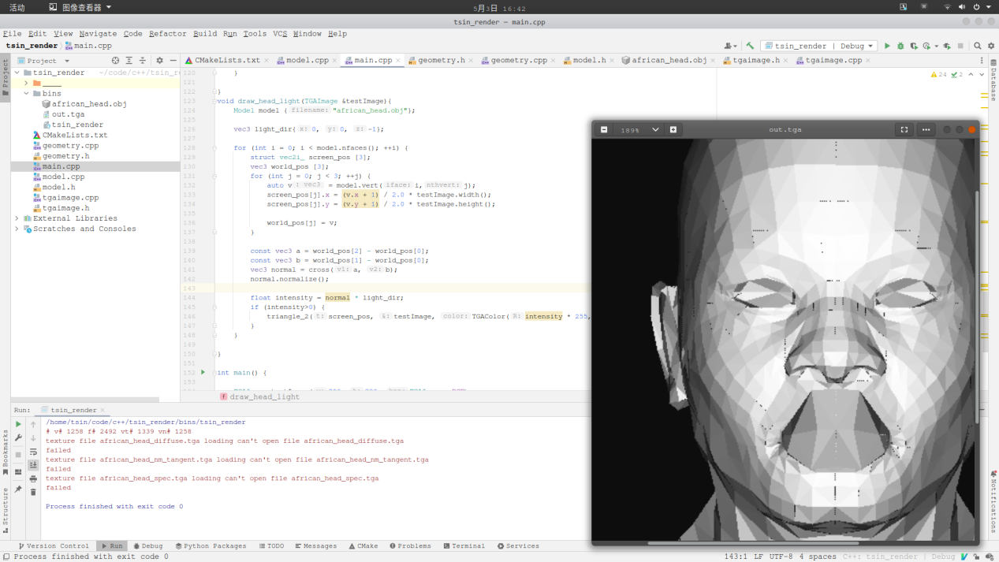 活动 图像查看器 5月3日 16:42
tsin_render – main.cpp
File Edit View Navigate Code Refactor Build Run Tools VCS Window Help
tsin_render main.cpp tsin_render | Debug
Project CMakeLists.txt model.cpp main.cpp geometry.h geometry.cpp model.h african_head.obj tgaimage.h tgaimage.cpp
Project
Database
tsin_render ~/code/c++/tsin_r
____
bins
african_head.obj
out.tga
tsin_render
CMakeLists.txt
geometry.cpp
geometry.h
main.cpp
model.cpp
model.h
tgaimage.cpp
tgaimage.h
External Libraries
Scratches and Consoles
24 2
120 }
121
122 }
123 void draw_head_light(TGAImage &testImage){
124 Model model { filename: "african_head.obj"};
125
126 vec3 light_dir{ x: 0, y: 0, z: -1};
127
128 for (int i = 0; i < model.nfaces(); ++i) {
129 struct vec2i_ screen_pos [3];
130 vec3 world_pos [3];
131 for (int j = 0; j < 3; ++j) {
132 auto v : vec3 = model.vert( iface: i, nthvert: j);
133 screen_pos[j].x = (v.x + 1) / 2.0 * testImage.width();
134 screen_pos[j].y = (v.y + 1) / 2.0 * testImage.height();
135
136 world_pos[j] = v;
137 }
138
139 const vec3 a = world_pos[2] - world_pos[0];
140 const vec3 b = world_pos[1] - world_pos[0];
141 vec3 normal = cross( v1: a, v2: b);
142 normal.normalize();
143
144 float intensity = normal * light_dir;
145 if (intensity>0) {
146 triangle_2( t: screen_pos, &: testImage, color: TGAColor( R: intensity * 255,
147 }
148 }
149
150 }
151
152 int main() {
153
draw_head_light
189% out.tga
Run: tsin_render
/home/tsin/code/c++/tsin_render/bins/tsin_render
# v# 1258 f# 2492 vt# 1339 vn# 1258
texture file african_head_diffuse.tga loading can't open file african_head_diffuse.tga
failed
texture file african_head_nm_tangent.tga loading can't open file african_head_nm_tangent.tga
failed
texture file african_head_spec.tga loading can't open file african_head_spec.tga
failed
Process finished with exit code 0
Bookmarks
Structure
Notifications
Version Control Run Debug Python Packages TODO Messages CMake Problems Terminal Services
Process finished with exit code 0 143:1 LF UTF-8 4 spaces C++: tsin_render | Debug